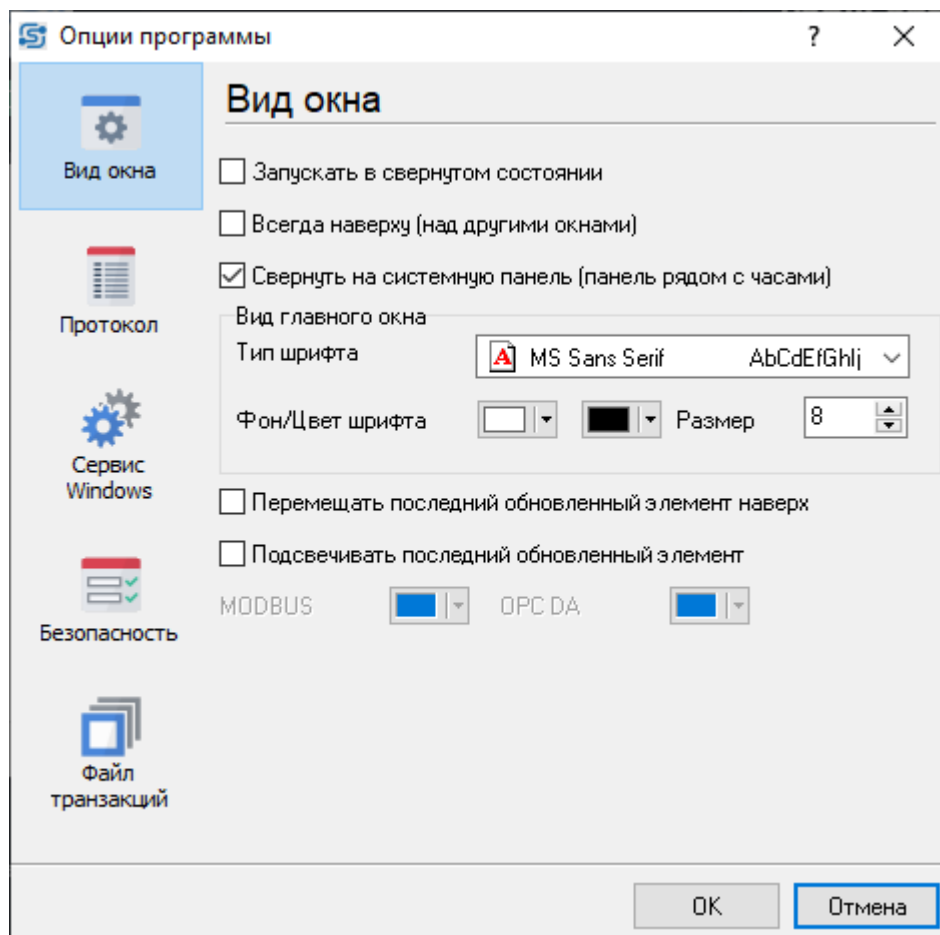 Опции программы
?
Вид окна
Вид окна
Запускать в свернутом состоянии
Всегда наверху (над другими окнами)
Свернуть на системную панель (панель рядом с часами)
Протокол
Вид главного окна
Тип шрифта
A MS Sans Serif AbCdEfGhIj
Фон/Цвет шрифта
Размер 8
Сервис
Windows
Перемещать последний обновленный элемент наверх
Подсвечивать последний обновленный элемент
MODBUS
OPC DA
Безопасность
Файл
транзакций
OK
Отмена